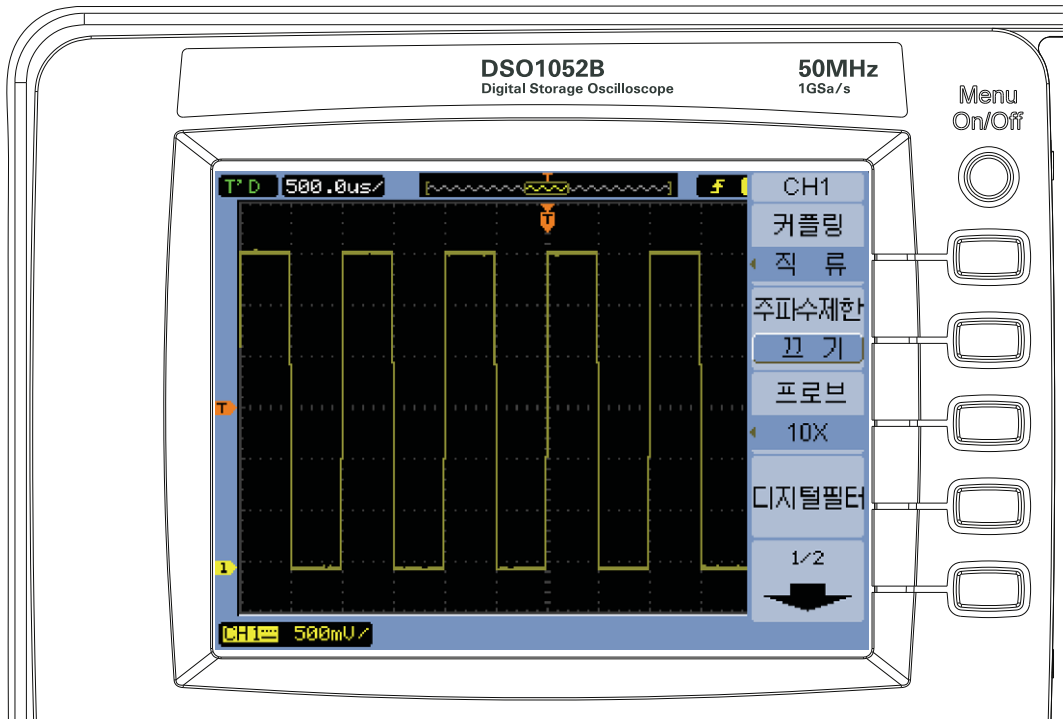 DSO1052B
Digital Storage Oscilloscope
50MHz
1GSa/s
Menu
On/Off
T'D
500.0us/
T
CH1
커플링
직 류
주파수제한
끄 기
프로브
10X
디지털필터
1/2
T
T
1
CH1 500mV/